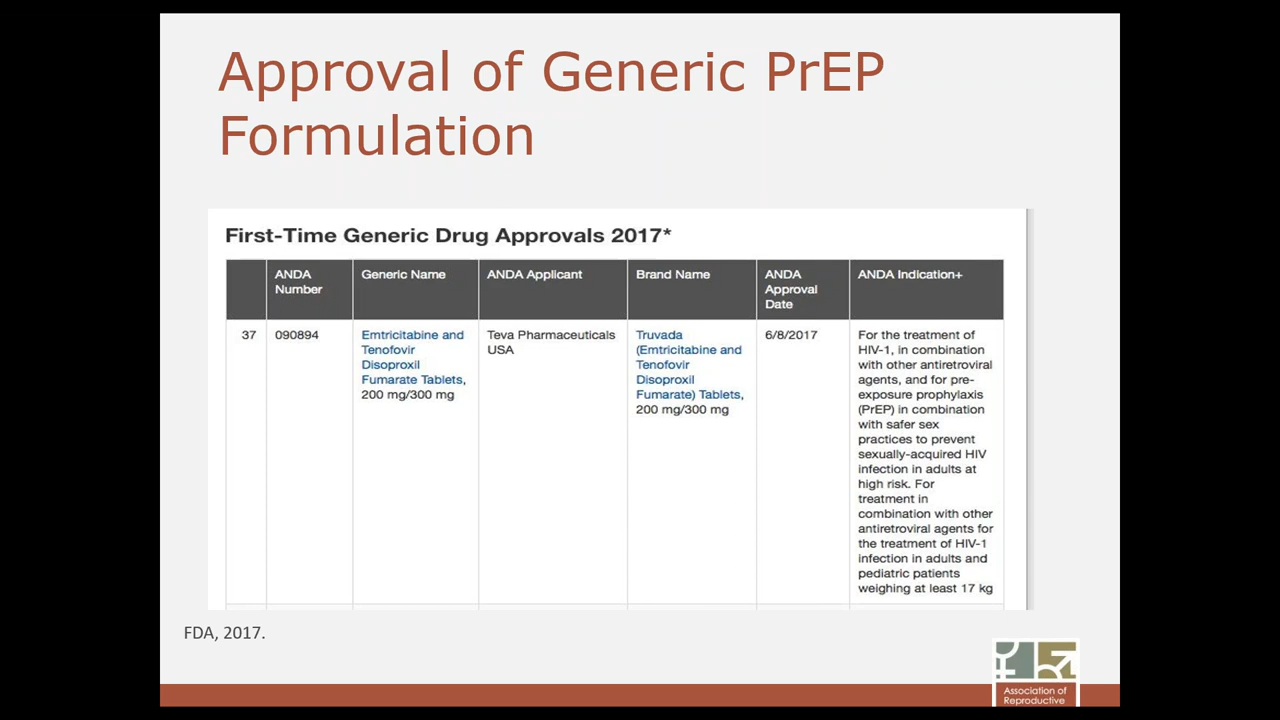 Approval of Generic PrEP
Formulation
First-Time Generic Drug Approvals 2017*
ANDA
Number
Generic Name
ANDA Applicant
Brand Name
ANDA
Approval
Date
ANDA Indication+
37
090894
Emtricitabine and
Tenofovir
Disoproxil
Fumarate Tablets,
200 mg/300 mg
Teva Pharmaceuticals
USA
Truvada
(Emtricitabine and
Tenofovir
Disoproxil
Fumarate) Tablets,
200 mg/300 mg
6/8/2017
For the treatment of
HIV-1, in combination
with other antiretroviral
agents, and for pre-
exposure prophylaxis
(PrEP) in combination
with safer sex
practices to prevent
sexually-acquired HIV
infection in adults at
high risk. For
treatment in
combination with other
antiretroviral agents for
the treatment of HIV-1
infection in adults and
pediatric patients
weighing at least 17 kg
FDA, 2017.
Association of
Reproductive